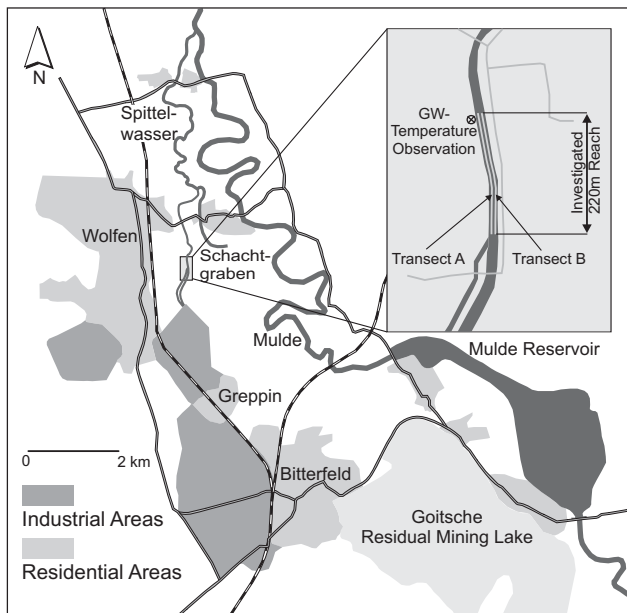 N
Spittel-
wasser
GW-
Temperature
Observation
Investigated
220m Reach
Transect A
Transect B
Wolfen
Schacht-
graben
Mulde
Mulde Reservoir
Greppin
0
2 km
Bitterfeld
Industrial Areas
Goitsche
Residual Mining Lake
Residential Areas